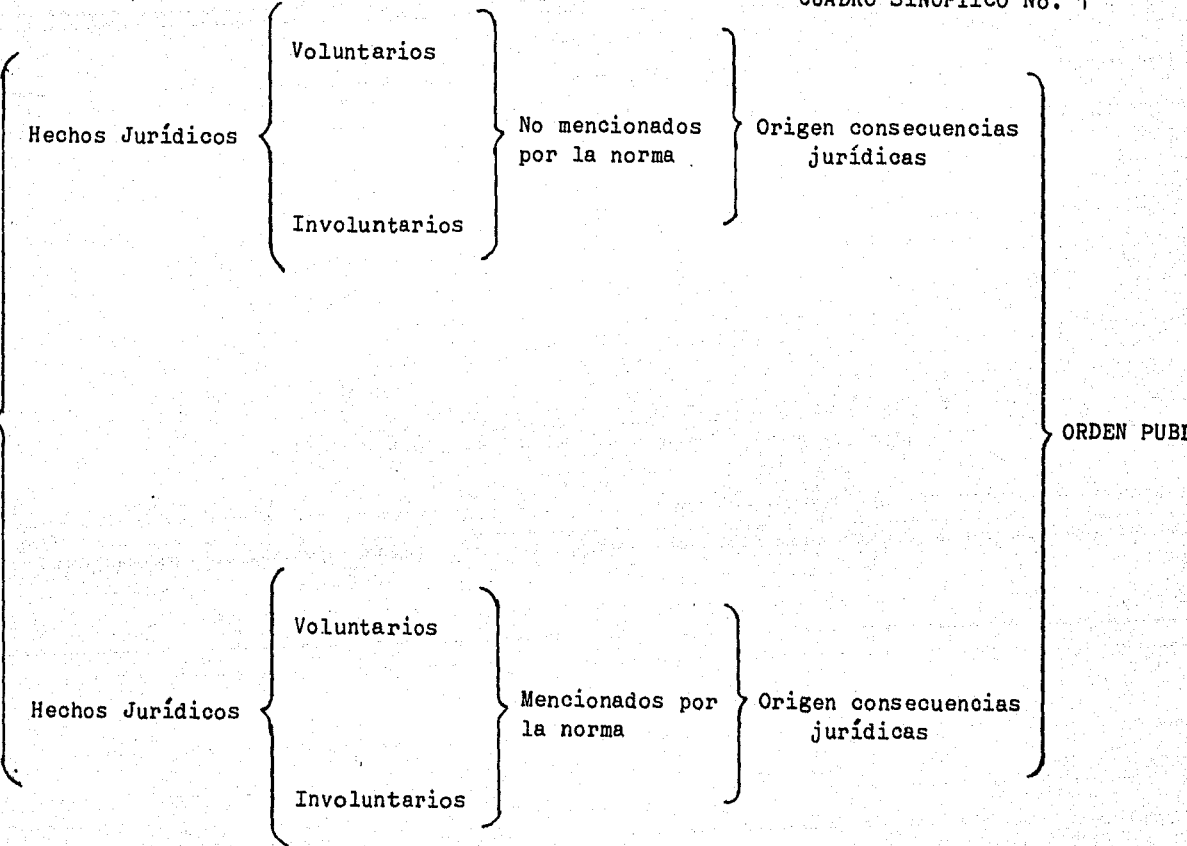 CUADRO SINOPTICO No. 1
Voluntarios
Hechos Jurídicos
No mencionados
por la norma
Origen consecuencias
jurídicas
Involuntarios
ORDEN PUBL
Voluntarios
Hechos Jurídicos
Mencionados por
la norma
Origen consecuencias
jurídicas
Involuntarios